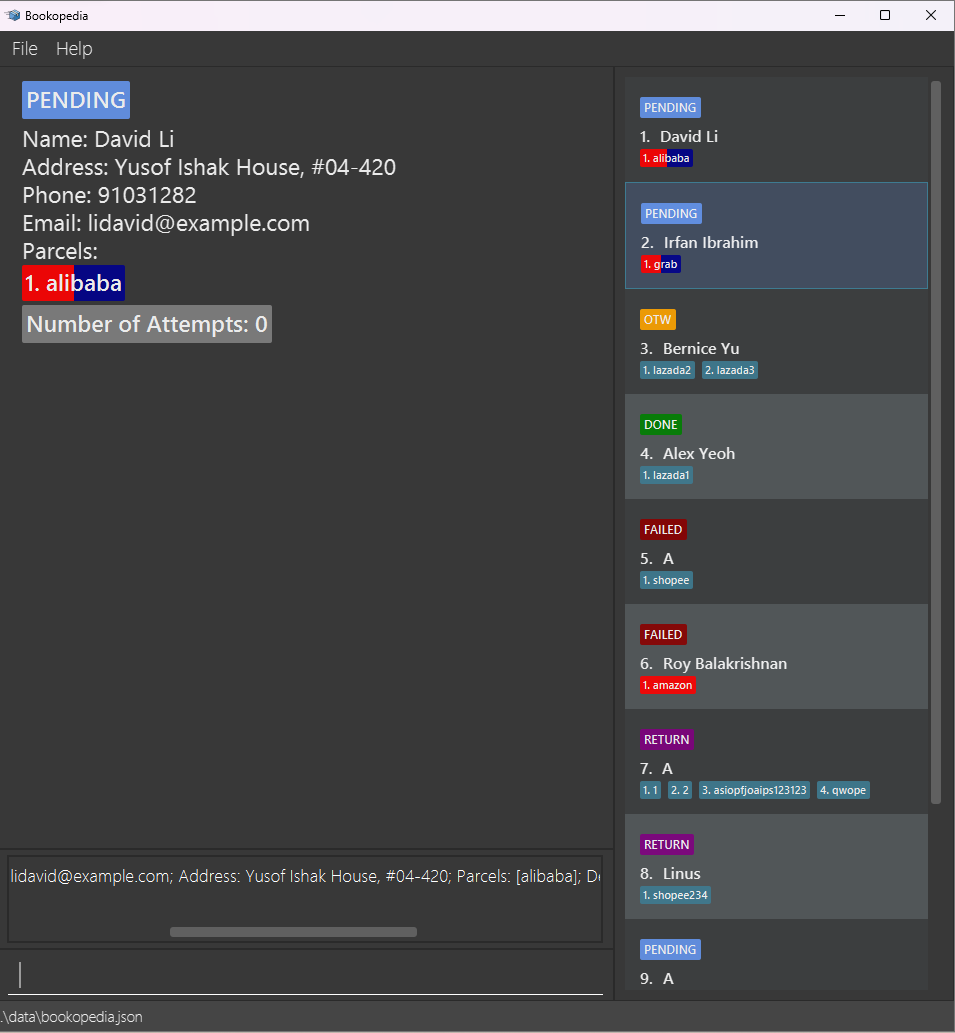 Bookopedia
File Help
PENDING
Name: David Li
Address: Yusof Ishak House, #04-420
Phone: 91031282
Email: lidavid@example.com
Parcels:
1. alibaba
Number of Attempts: 0
lidavid@example.com; Address: Yusof Ishak House, #04-420; Parcels: [alibaba];
.\data\bookopedia.json
PENDING
1. David Li
1. alibaba
PENDING
2. Irfan Ibrahim
1. grab
OTW
3. Bernice Yu
1. lazada2 2. lazada3
DONE
4. Alex Yeoh
1. lazada1
FAILED
5. A
1. shopee
FAILED
6. Roy Balakrishnan
1. amazon
RETURN
7. A
1. 1 2. 2 3. asiopfjoaips123123 4. qwope
RETURN
8. Linus
1. shopee234
PENDING
9. A